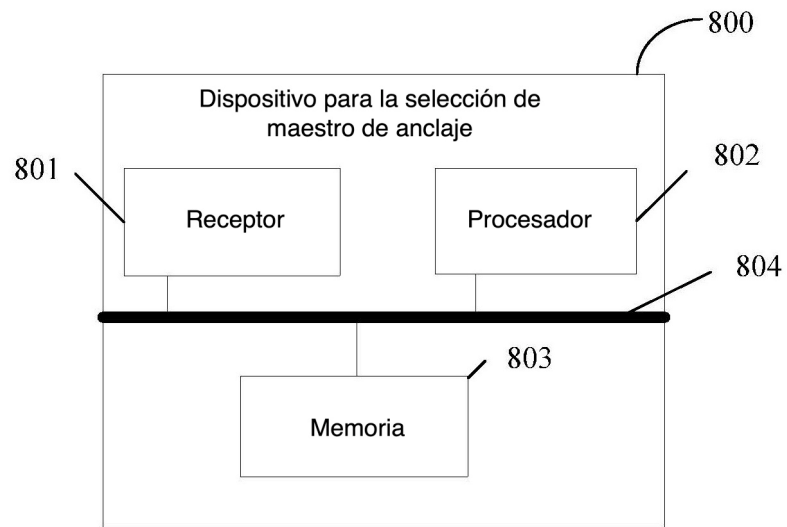 800
Dispositivo para la selección de
maestro de anclaje
801
802
Receptor
Procesador
804
803
Memoria